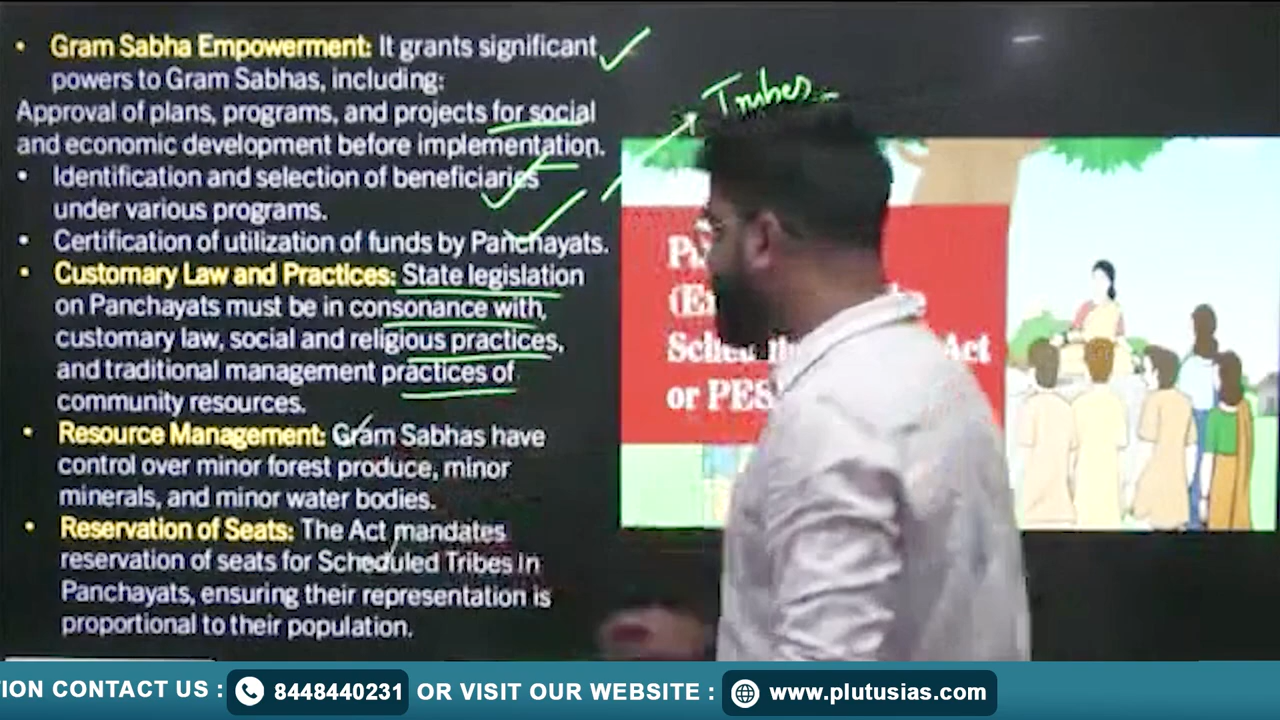 • Gram Sabha Empowerment: It grants significant
powers to Gram Sabhas, including:
Approval of plans, programs, and projects for social
and economic development before implementation.
• Identification and selection of beneficiaries
under various programs.
• Certification of utilization of funds by Panchayats.
• Customary Law and Practices: State legislation
on Panchayats must be in consonance with,
customary law, social and religious practices,
and traditional management practices of
community resources.
• Resource Management: Gram Sabhas have
control over minor forest produce, minor
minerals, and minor water bodies.
• Reservation of Seats: The Act mandates
reservation of seats for Scheduled Tribes in
Panchayats, ensuring their representation is
proportional to their population.
Tribes
Act
or PES
TION CONTACT US : 8448440231 OR VISIT OUR WEBSITE : www.plutusias.com